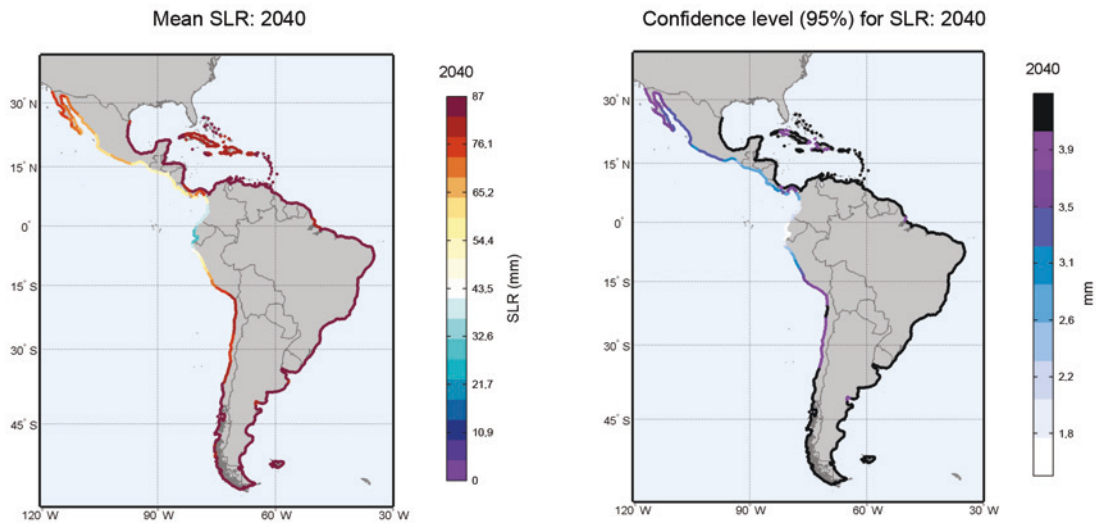 Mean SLR: 2040
Confidence level (95%) for SLR: 2040
2040
87
76,1
65,2
54,4
43,5
32,6
21,7
10,9
0
SLR (mm)
30° N
15° N
0°
15° S
30° S
45° S
120 W
90 W
60 W
30 W
2040
3,9
3,5
3,1
2,6
2,2
1,8
mm
30° N
15° N
0°
15° S
30° S
45° S
120 W
90 W
60 W
30 W